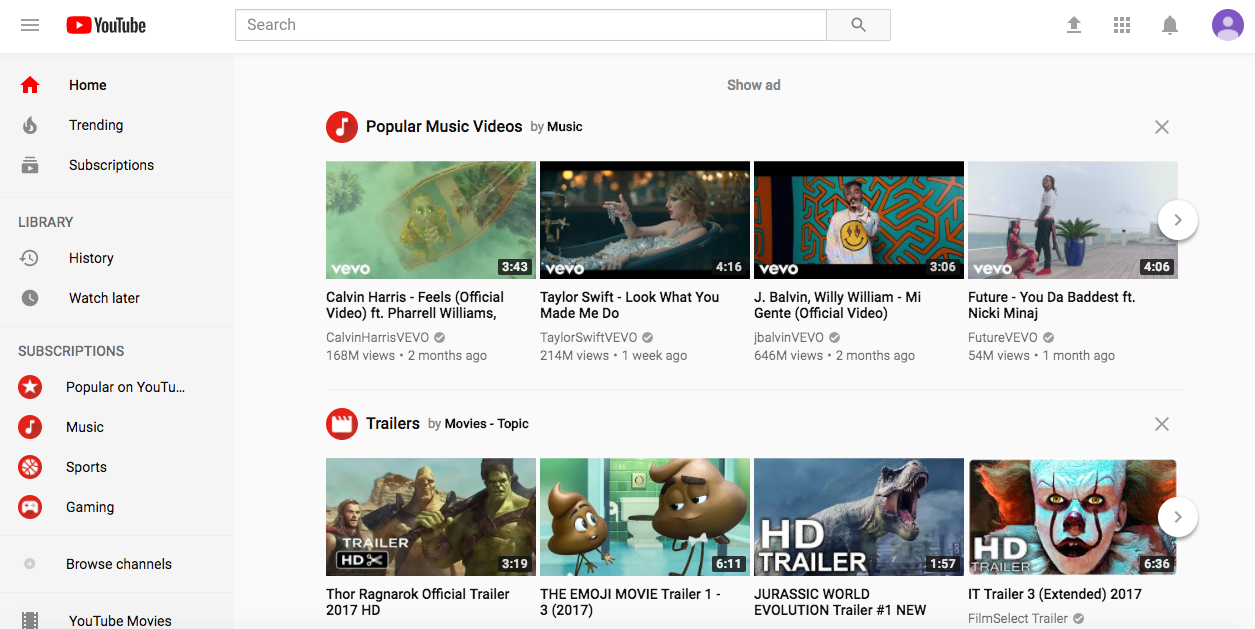 YouTube
Search
Home
Trending
Subscriptions
LIBRARY
History
Watch later
SUBSCRIPTIONS
Popular on YouTu...
Music
Sports
Gaming
Browse channels
YouTube Movies
Show ad
Popular Music Videos by Music
vevo 3:43
vevo 4:16
vevo 3:06
vevo 4:06
Calvin Harris - Feels (Official
Video) ft. Pharrell Williams,
CalvinHarrisVEVO
168M views • 2 months ago
Taylor Swift - Look What You
Made Me Do
TaylorSwiftVEVO
214M views • 1 week ago
J. Balvin, Willy William - Mi
Gente (Official Video)
jbalvinVEVO
646M views • 2 months ago
Future - You Da Baddest ft.
Nicki Minaj
FutureVEVO
54M views • 1 month ago
Trailers by Movies - Topic
TRAILER
HD 3:19
6:11
HD
TRAILER 1:57
HD
TRAILER 6:36
Thor Ragnarok Official Trailer
2017 HD
THE EMOJI MOVIE Trailer 1 -
3 (2017)
JURASSIC WORLD
EVOLUTION Trailer #1 NEW
IT Trailer 3 (Extended) 2017
FilmSelect Trailer